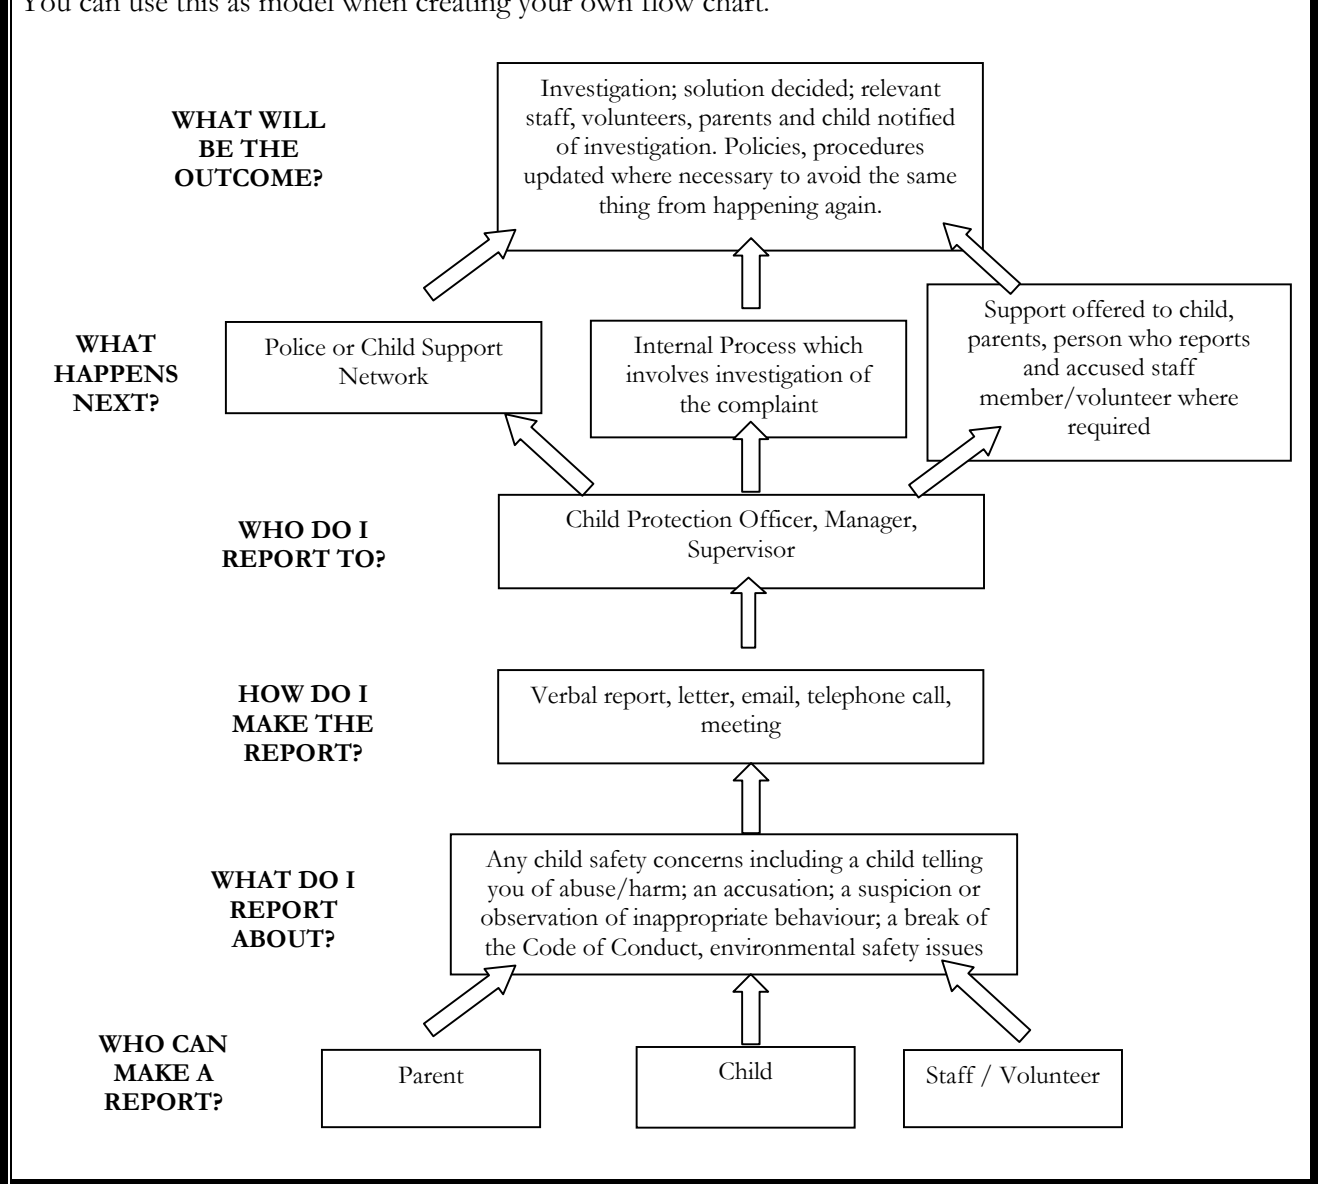 You can use this as model when creating your own flow chart.
WHAT WILL
BE THE
OUTCOME?
Investigation; solution decided; relevant
staff, volunteers, parents and child notified
of investigation. Policies, procedures
updated where necessary to avoid the same
thing from happening again.
WHAT
HAPPENS
NEXT?
Police or Child Support
Network
Internal Process which
involves investigation of
the complaint
Support offered to child,
parents, person who reports
and accused staff
member/volunteer where
required
WHO DO I
REPORT TO?
Child Protection Officer, Manager,
Supervisor
HOW DO I
MAKE THE
REPORT?
Verbal report, letter, email, telephone call,
meeting
WHAT DO I
REPORT
ABOUT?
Any child safety concerns including a child telling
you of abuse/harm; an accusation; a suspicion or
observation of inappropriate behaviour; a break of
the Code of Conduct, environmental safety issues
WHO CAN
MAKE A
REPORT?
Parent
Child
Staff / Volunteer